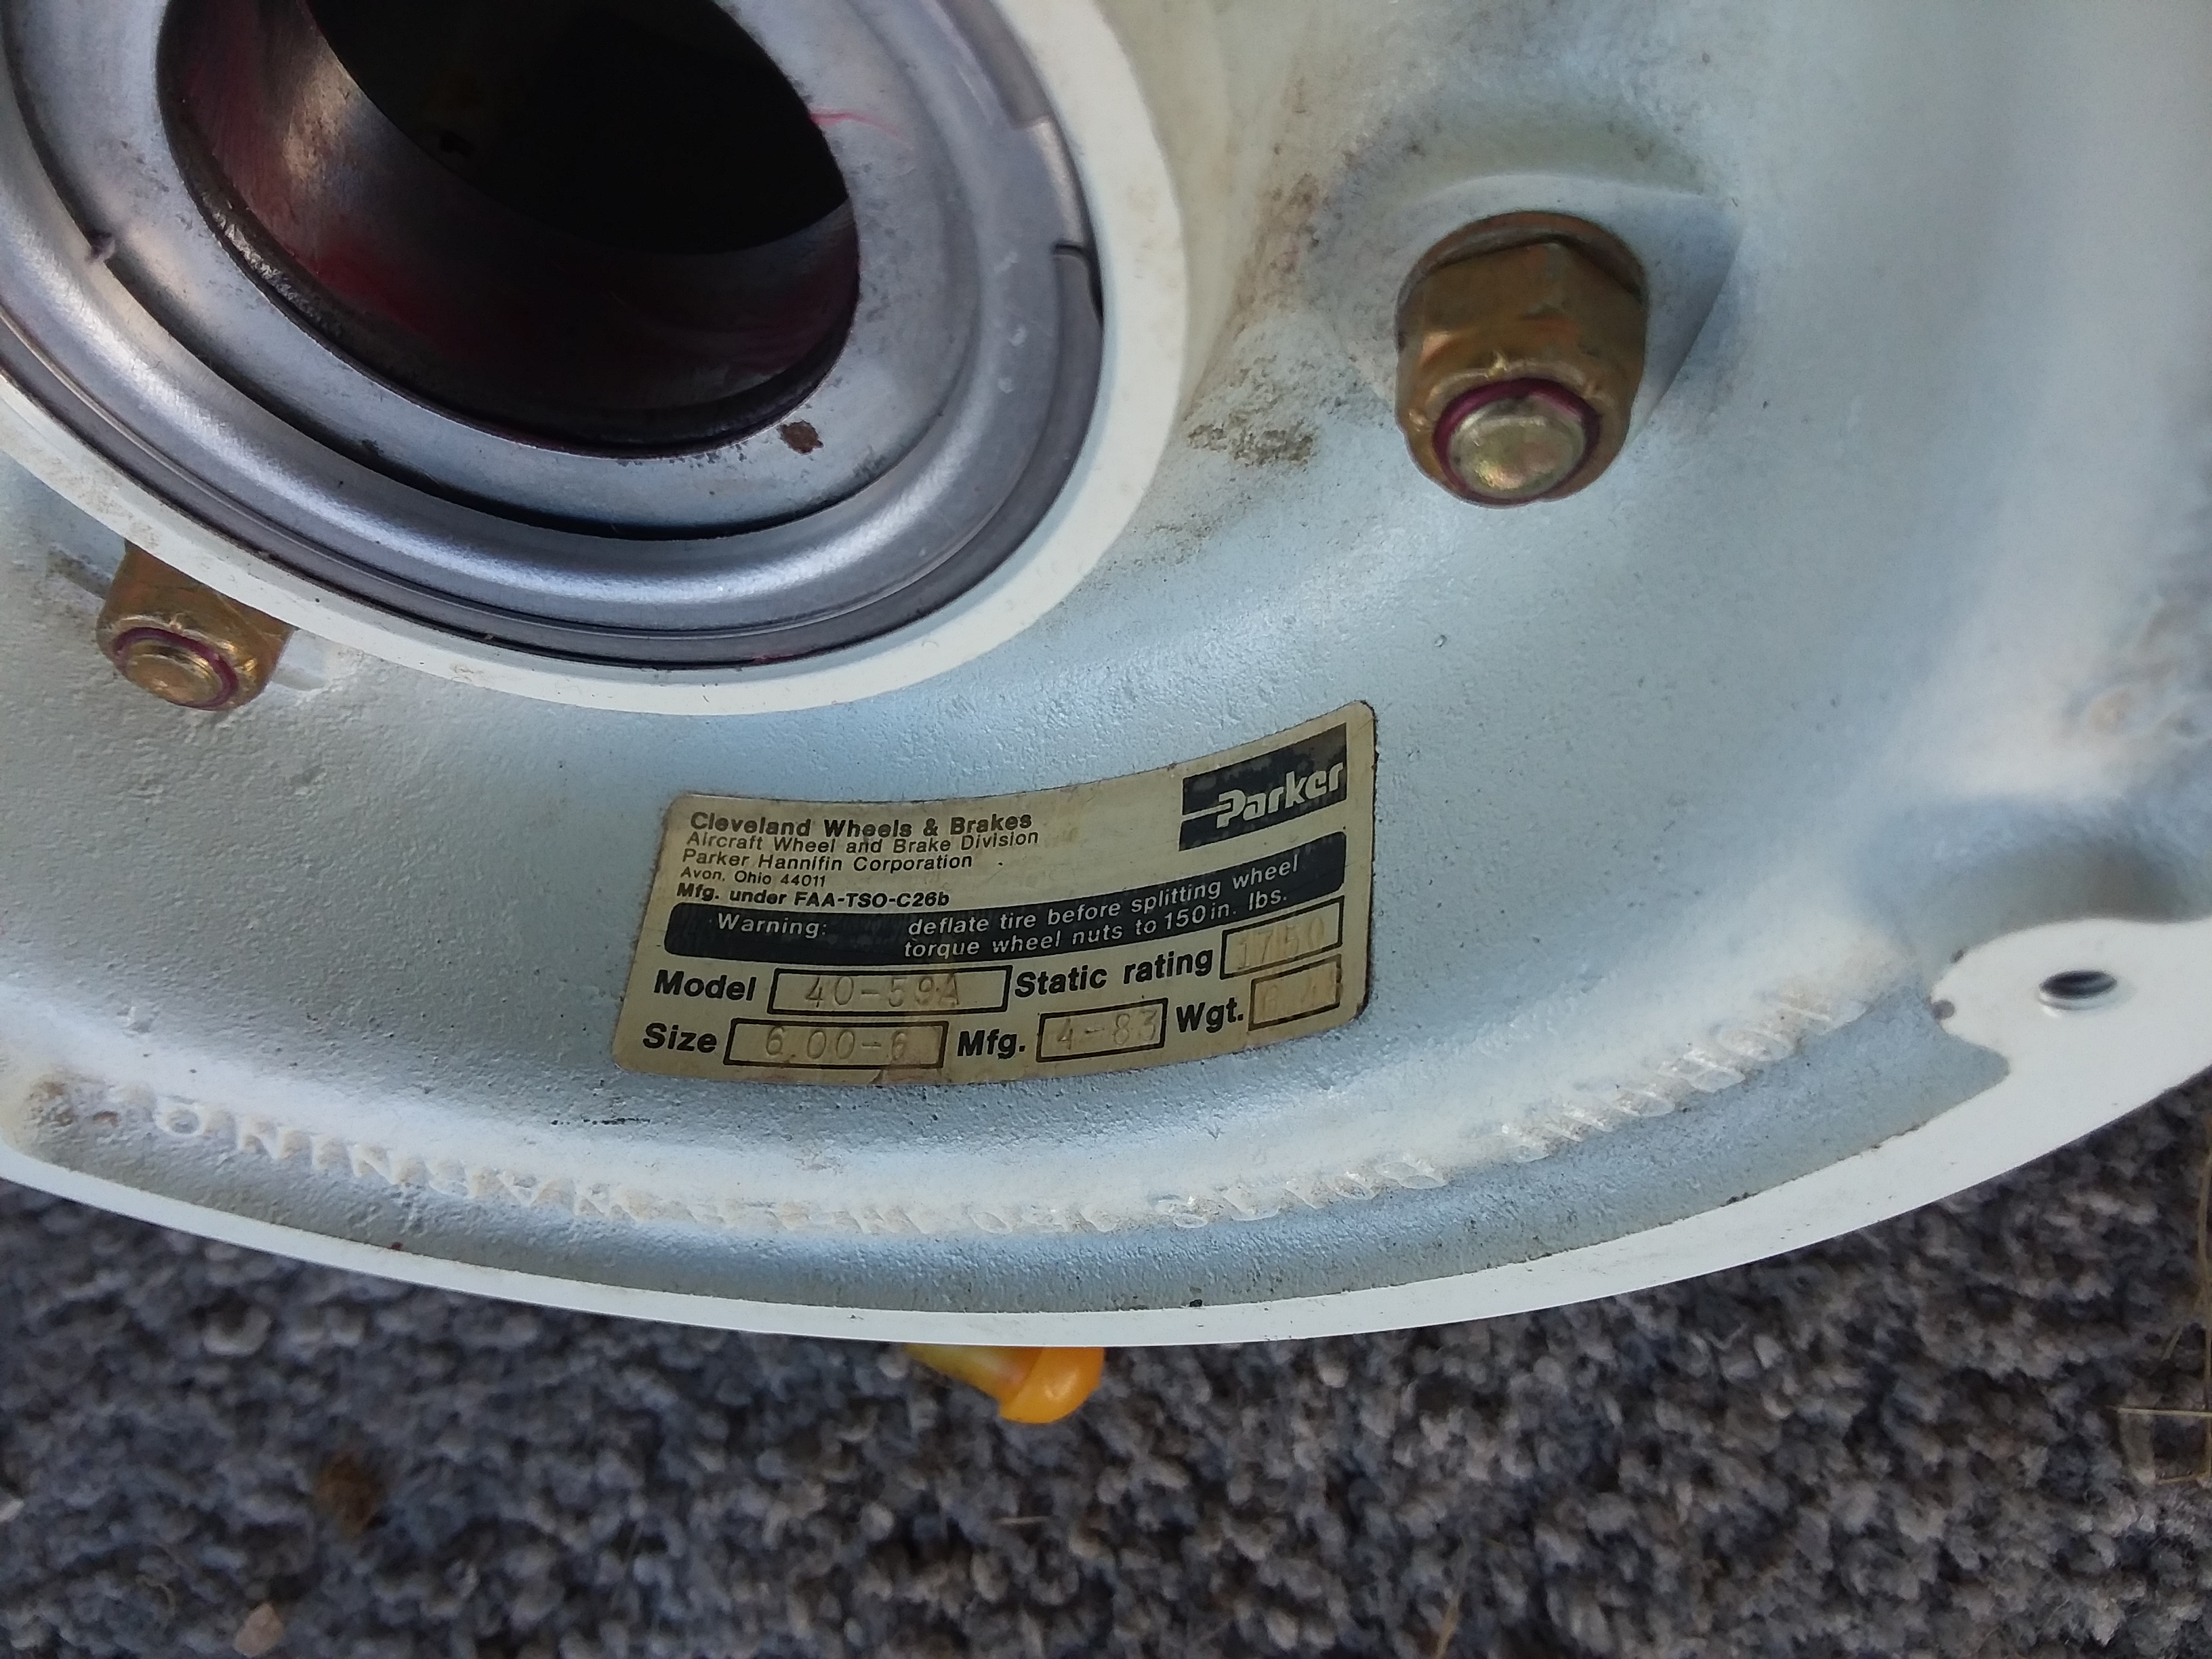 Parker
Cleveland Wheels & Brakes
Aircraft Wheel and Brake Division
Parker Hannifin Corporation
Avon, Ohio 44011
Mfg. under FAA-TSO-C26b
Warning: deflate tire before splitting wheel
torque wheel nuts to 150 in. lbs.
Model 40-59A Static rating 1750
Size 6.00-6 Mfg. 4-83 Wgt.
WARNING